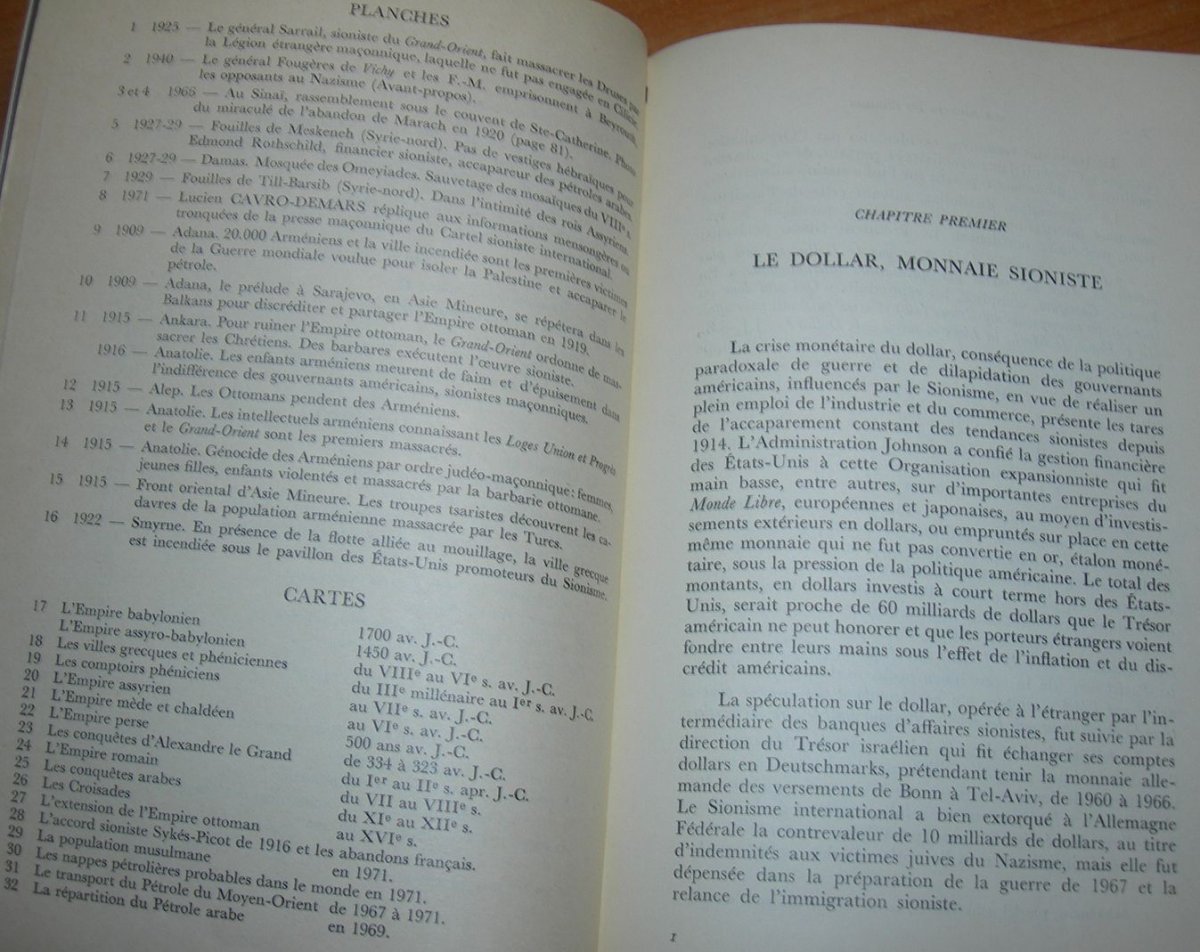 PLANCHES
1 1925 — Le général Sarrail, sioniste du Grand-Orient, fait massacrer les Druses par
la Légion étrangère maçonnique, laquelle ne fut pas engagée en Cilicie.
2 1940 — Le général Fougères de Vichy et les F.-M. emprisonnent à Beyrouth
les opposants au Nazisme (Avant-propos).
3 et 4 1966 — Au Sinaï, rassemblement sous le couvent de Ste-Catherine. Photo
du miraculé de l'abandon de Marach en 1920 (page 81).
5 1927-29 — Fouilles de Meskeneh (Syrie-nord). Pas de vestiges hébraïques pour
Edmond Rothschild, financier sioniste, accapareur des pétroles arabes.
6 1927-29 — Damas. Mosquée des Omeyiades. Sauvetage des mosaïques du VIIIe s.
7 1929 — Fouilles de Till-Barsib (Syrie-nord). Dans l'intimité des rois Assyriens.
8 1971 — Lucien CAVRO-DEMARS réplique aux informations mensongères ou
tronquées de la presse maçonnique du Cartel sioniste international.
9 1909 — Adana. 20.000 Arméniens et la ville incendiée sont les premières victimes
de la Guerre mondiale voulue pour isoler la Palestine et accaparer le
pétrole.
10 1909 — Adana, le prélude à Sarajevo, en Asie Mineure, se répétera dans les
Balkans pour discréditer et partager l'Empire ottoman en 1919.
11 1915 — Ankara. Pour ruiner l'Empire ottoman, le Grand-Orient ordonne de mas-
sacrer les Chrétiens. Des barbares exécutent l'œuvre sioniste.
1916 — Anatolie. Les enfants arméniens meurent de faim et d'épuisement dans
l'indifférence des gouvernants américains, sionistes maçonniques.
12 1915 — Alep. Les Ottomans pendent des Arméniens.
13 1915 — Anatolie. Les intellectuels arméniens connaissant les Loges Union et Progrès
et le Grand-Orient sont les premiers massacrés.
14 1915 — Anatolie. Génocide des Arméniens par ordre judéo-maçonnique : femmes,
jeunes filles, enfants violentés et massacrés par la barbarie ottomane.
15 1915 — Front oriental d'Asie Mineure. Les troupes tsaristes découvrent les ca-
davres de la population arménienne massacrée par les Turcs.
16 1922 — Smyrne. En présence de la flotte alliée au mouillage, la ville grecque
est incendiée sous le pavillon des États-Unis promoteurs du Sionisme.
CARTES
17 L'Empire babylonien 1700 av. J.-C.
L'Empire assyro-babylonien 1450 av. J.-C.
18 Les villes grecques et phéniciennes du VIIIe au VIe s. av. J.-C.
19 Les comptoirs phéniciens du IIIe millénaire au Ier s. av. J.-C.
20 L'Empire assyrien au VIIe s. av. J.-C.
21 L'Empire mède et chaldéen au VIe s. av. J.-C.
22 L'Empire perse 500 ans av. J.-C.
23 Les conquêtes d'Alexandre le Grand de 334 à 323 av. J.-C.
24 L'Empire romain du Ier au IIe s. apr. J.-C.
25 Les conquêtes arabes du VII au VIIIe s.
26 Les Croisades du XIe au XIIe s.
27 L'extension de l'Empire ottoman au XVIe s.
28 L'accord sioniste Sykés-Picot de 1916 et les abandons français.
29 La population musulmane en 1971.
30 Les nappes pétrolières probables dans le monde en 1971.
31 Le transport du Pétrole du Moyen-Orient de 1967 à 1971.
32 La répartition du Pétrole arabe en 1969.
CHAPITRE PREMIER
LE DOLLAR, MONNAIE SIONISTE
La crise monétaire du dollar, conséquence de la politique
paradoxale de guerre et de dilapidation des gouvernants
américains, influencés par le Sionisme, en vue de réaliser un
plein emploi de l'industrie et du commerce, présente les tares
de l'accaparement constant des tendances sionistes depuis
1914. L'Administration Johnson a confié la gestion financière
des États-Unis à cette Organisation expansionniste qui fit
main basse, entre autres, sur d'importantes entreprises du
Monde Libre, européennes et japonaises, au moyen d'investis-
sements extérieurs en dollars, ou empruntés sur place en cette
même monnaie qui ne fut pas convertie en or, étalon moné-
taire, sous la pression de la politique américaine. Le total des
montants, en dollars investis à court terme hors des États-
Unis, serait proche de 60 milliards de dollars que le Trésor
américain ne peut honorer et que les porteurs étrangers voient
fondre entre leurs mains sous l'effet de l'inflation et du dis-
crédit américains.
La spéculation sur le dollar, opérée à l'étranger par l'in-
termédiaire des banques d'affaires sionistes, fut suivie par la
direction du Trésor israélien qui fit échanger ses comptes
dollars en Deutschmarks, prétendant tenir la monnaie alle-
mande des versements de Bonn à Tel-Aviv, de 1960 à 1966.
Le Sionisme international a bien extorqué à l'Allemagne
Fédérale la contrevaleur de 10 milliards de dollars, au titre
d'indemnités aux victimes juives du Nazisme, mais elle fut
dépensée dans la préparation de la guerre de 1967 et la
relance de l'immigration sioniste.
1